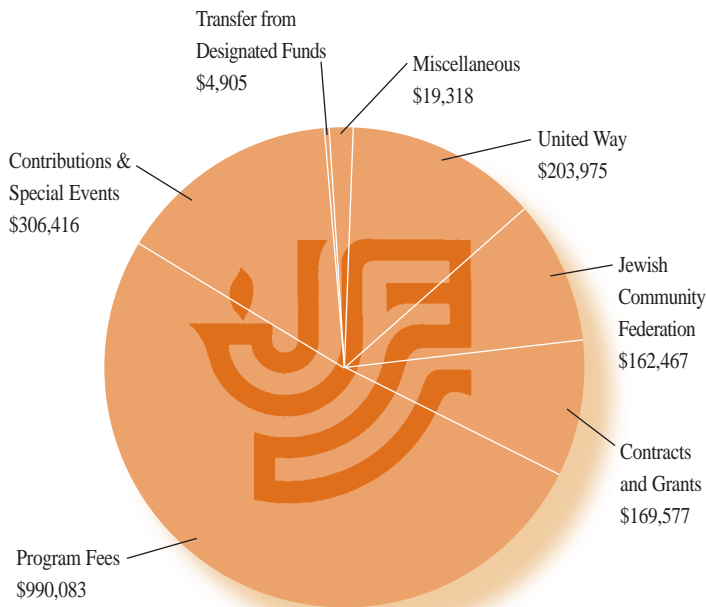 Transfer from
Designated Funds
$4,905
Miscellaneous
$19,318
United Way
$203,975
Contributions &
Special Events
$306,416
Jewish
Community
Federation
$162,467
Contracts
and Grants
$169,577
Program Fees
$990,083